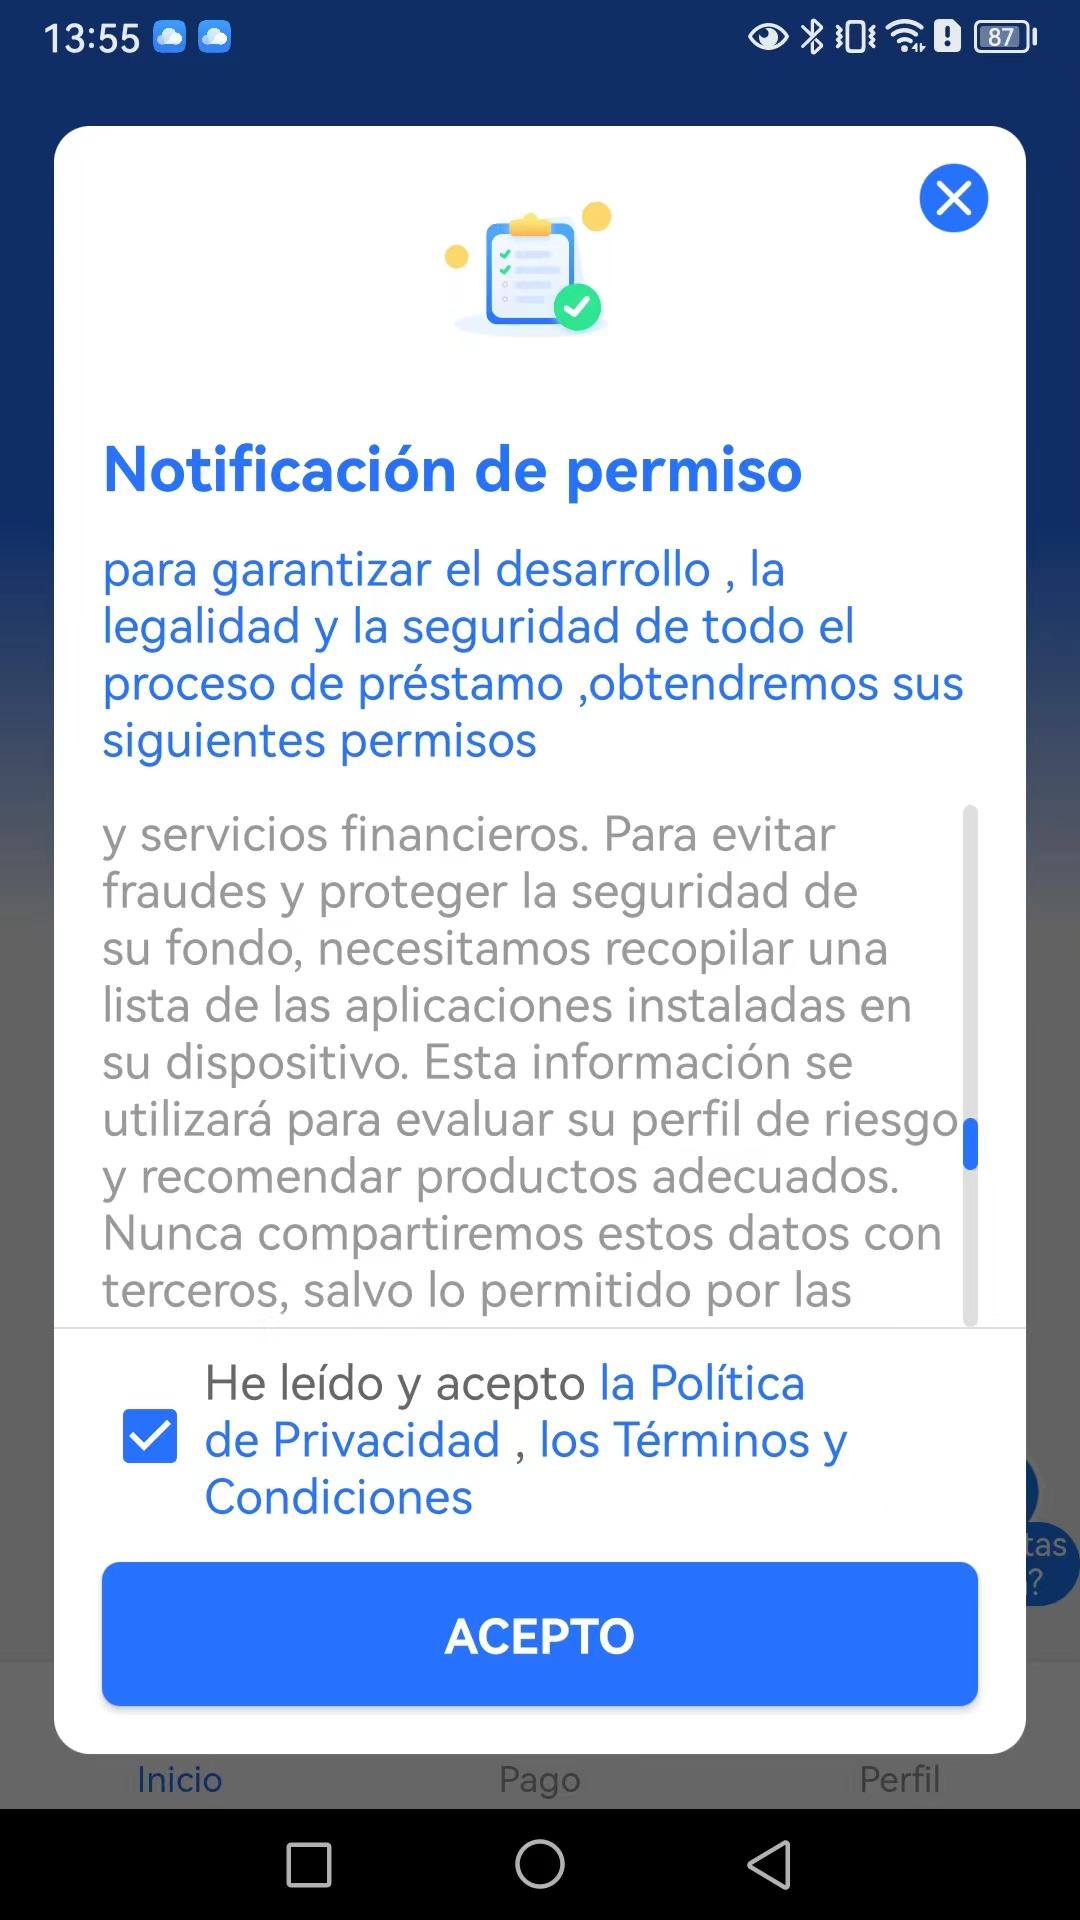 13:55
87
Notificación de permiso
para garantizar el desarrollo , la
legalidad y la seguridad de todo el
proceso de préstamo ,obtendremos sus
siguientes permisos
y servicios financieros. Para evitar
fraudes y proteger la seguridad de
su fondo, necesitamos recopilar una
lista de las aplicaciones instaladas en
su dispositivo. Esta información se
utilizará para evaluar su perfil de riesgo
y recomendar productos adecuados.
Nunca compartiremos estos datos con
terceros, salvo lo permitido por las
He leído y acepto la Política
de Privacidad , los Términos y
Condiciones
tas
?
ACEPTO
Inicio
Pago
Perfil